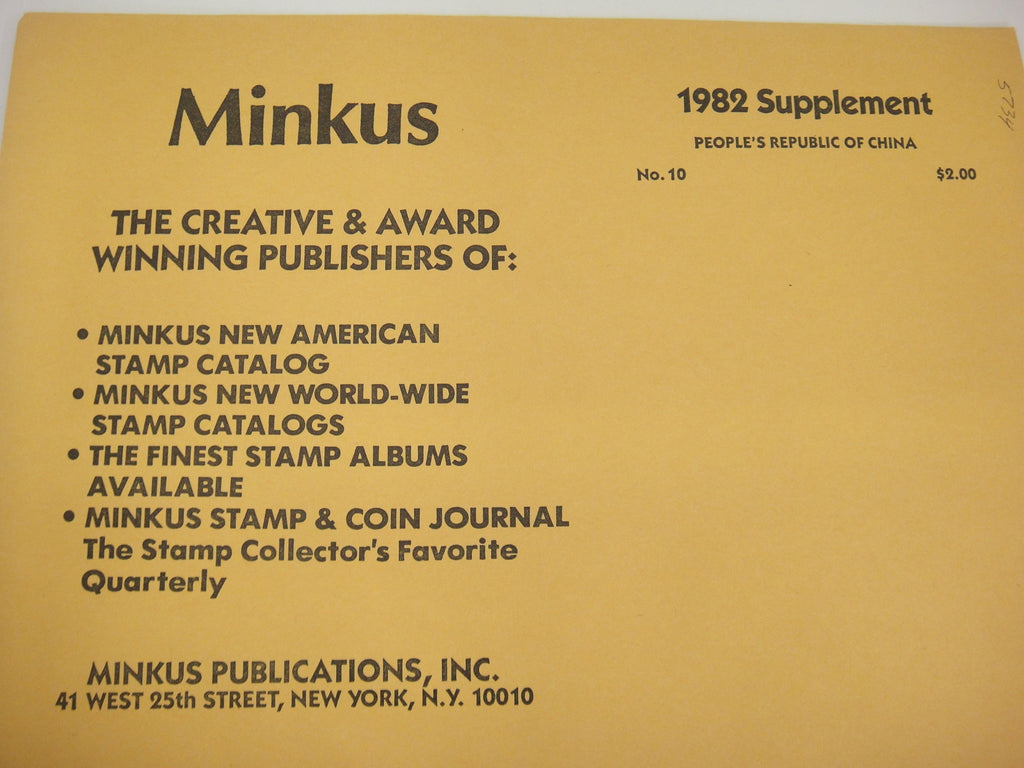 Minkus
1982 Supplement
PEOPLE'S REPUBLIC OF CHINA
No. 10 $2.00
5734
THE CREATIVE & AWARD
WINNING PUBLISHERS OF:
• MINKUS NEW AMERICAN
STAMP CATALOG
• MINKUS NEW WORLD-WIDE
STAMP CATALOGS
• THE FINEST STAMP ALBUMS
AVAILABLE
• MINKUS STAMP & COIN JOURNAL
The Stamp Collector's Favorite
Quarterly
MINKUS PUBLICATIONS, INC.
41 WEST 25th STREET, NEW YORK, N.Y. 10010